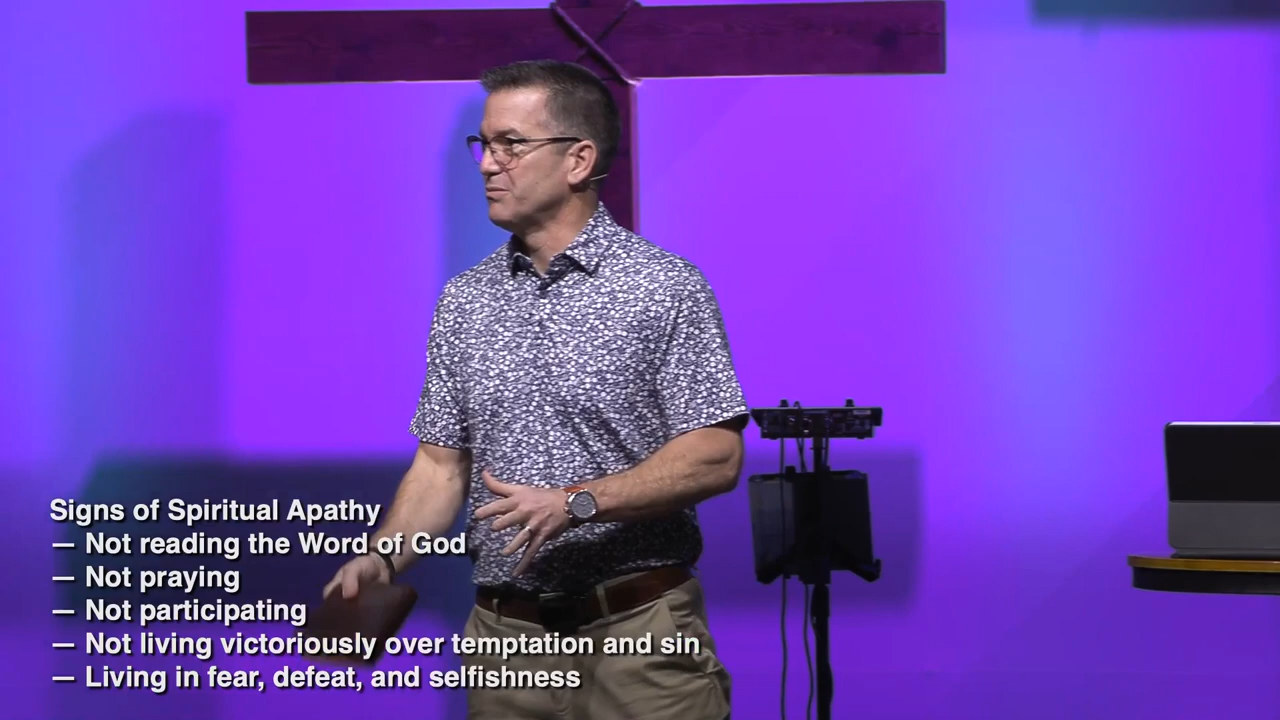 Signs of Spiritual Apathy
— Not reading the Word of God
— Not praying
— Not participating
— Not living victoriously over temptation and sin
— Living in fear, defeat, and selfishness